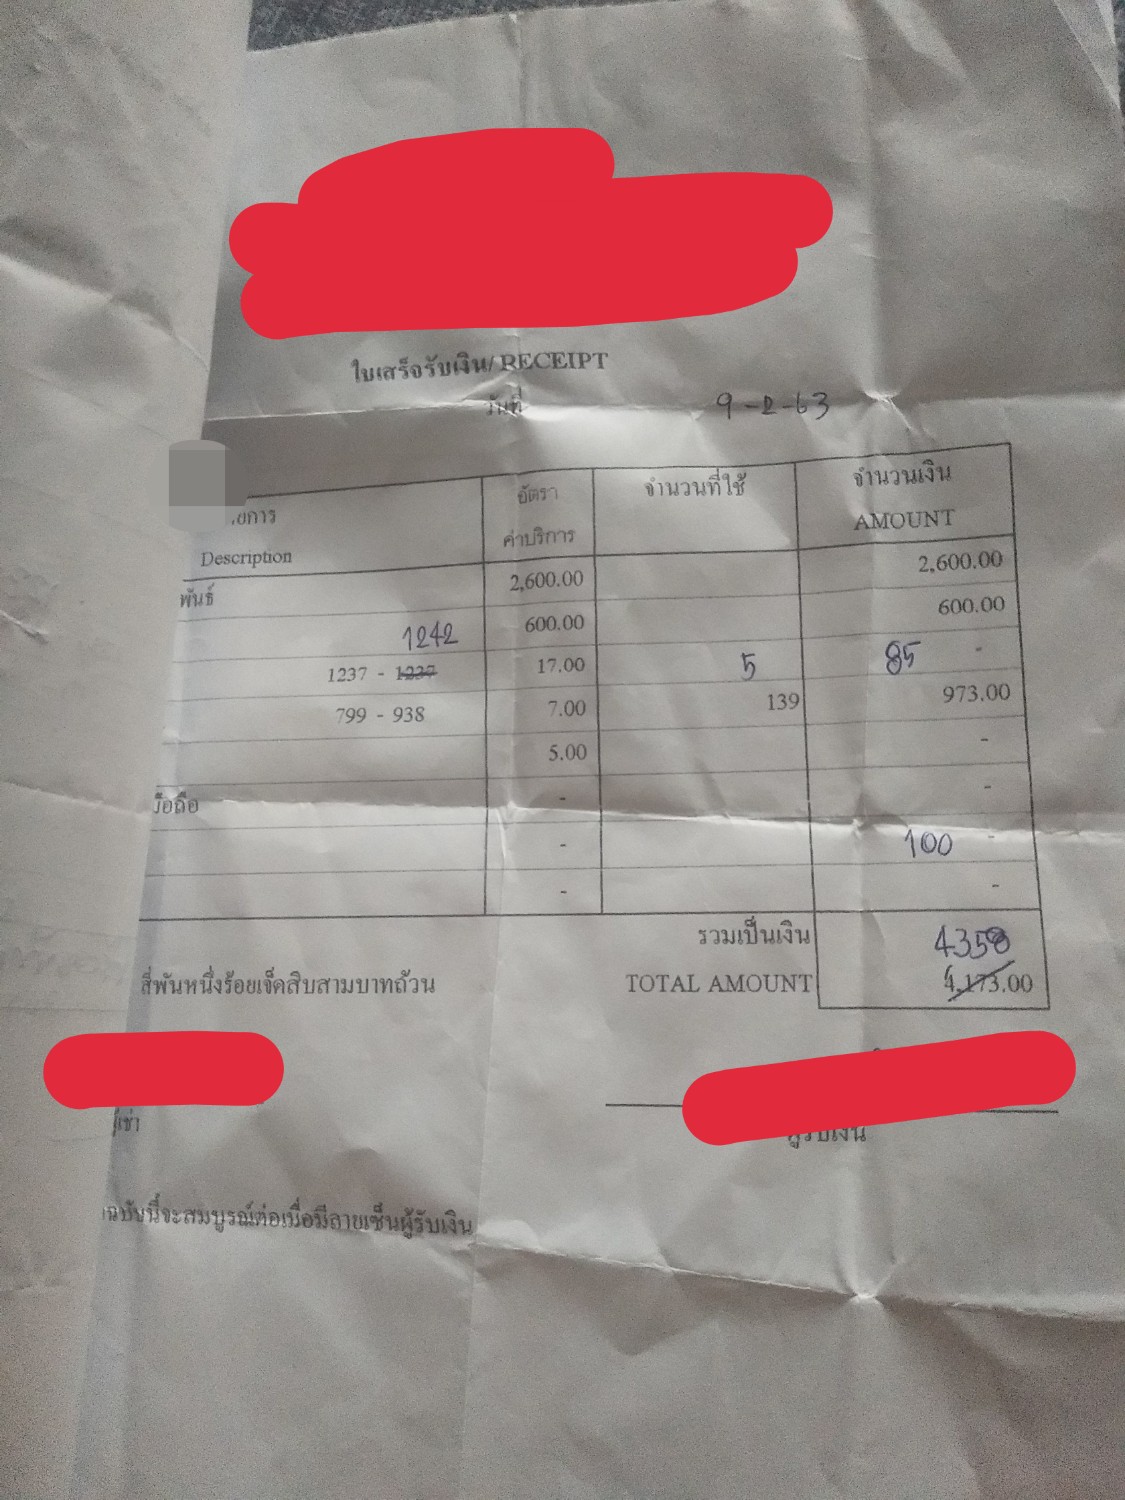 ใบเสร็จรับเงิน/ RECEIPT
วันที่ 9-2-63
ยการ อัตรา จำนวนที่ใช้ จำนวนเงิน
Description ค่าบริการ AMOUNT
พันธ์ 2,600.00 2,600.00
600.00 600.00
1242
1237 - 1237 17.00 5 85 -
799 - 938 7.00 139 973.00
5.00 -
มือถือ - -
- 100 -
- -
รวมเป็นเงิน 4358
สี่พันหนึ่งร้อยเจ็ดสิบสามบาทถ้วน TOTAL AMOUNT 4,173.00
ผู้เช่า ผู้รับเงิน
ฉบับนี้จะสมบูรณ์ต่อเมื่อมีลายเซ็นผู้รับเงิน